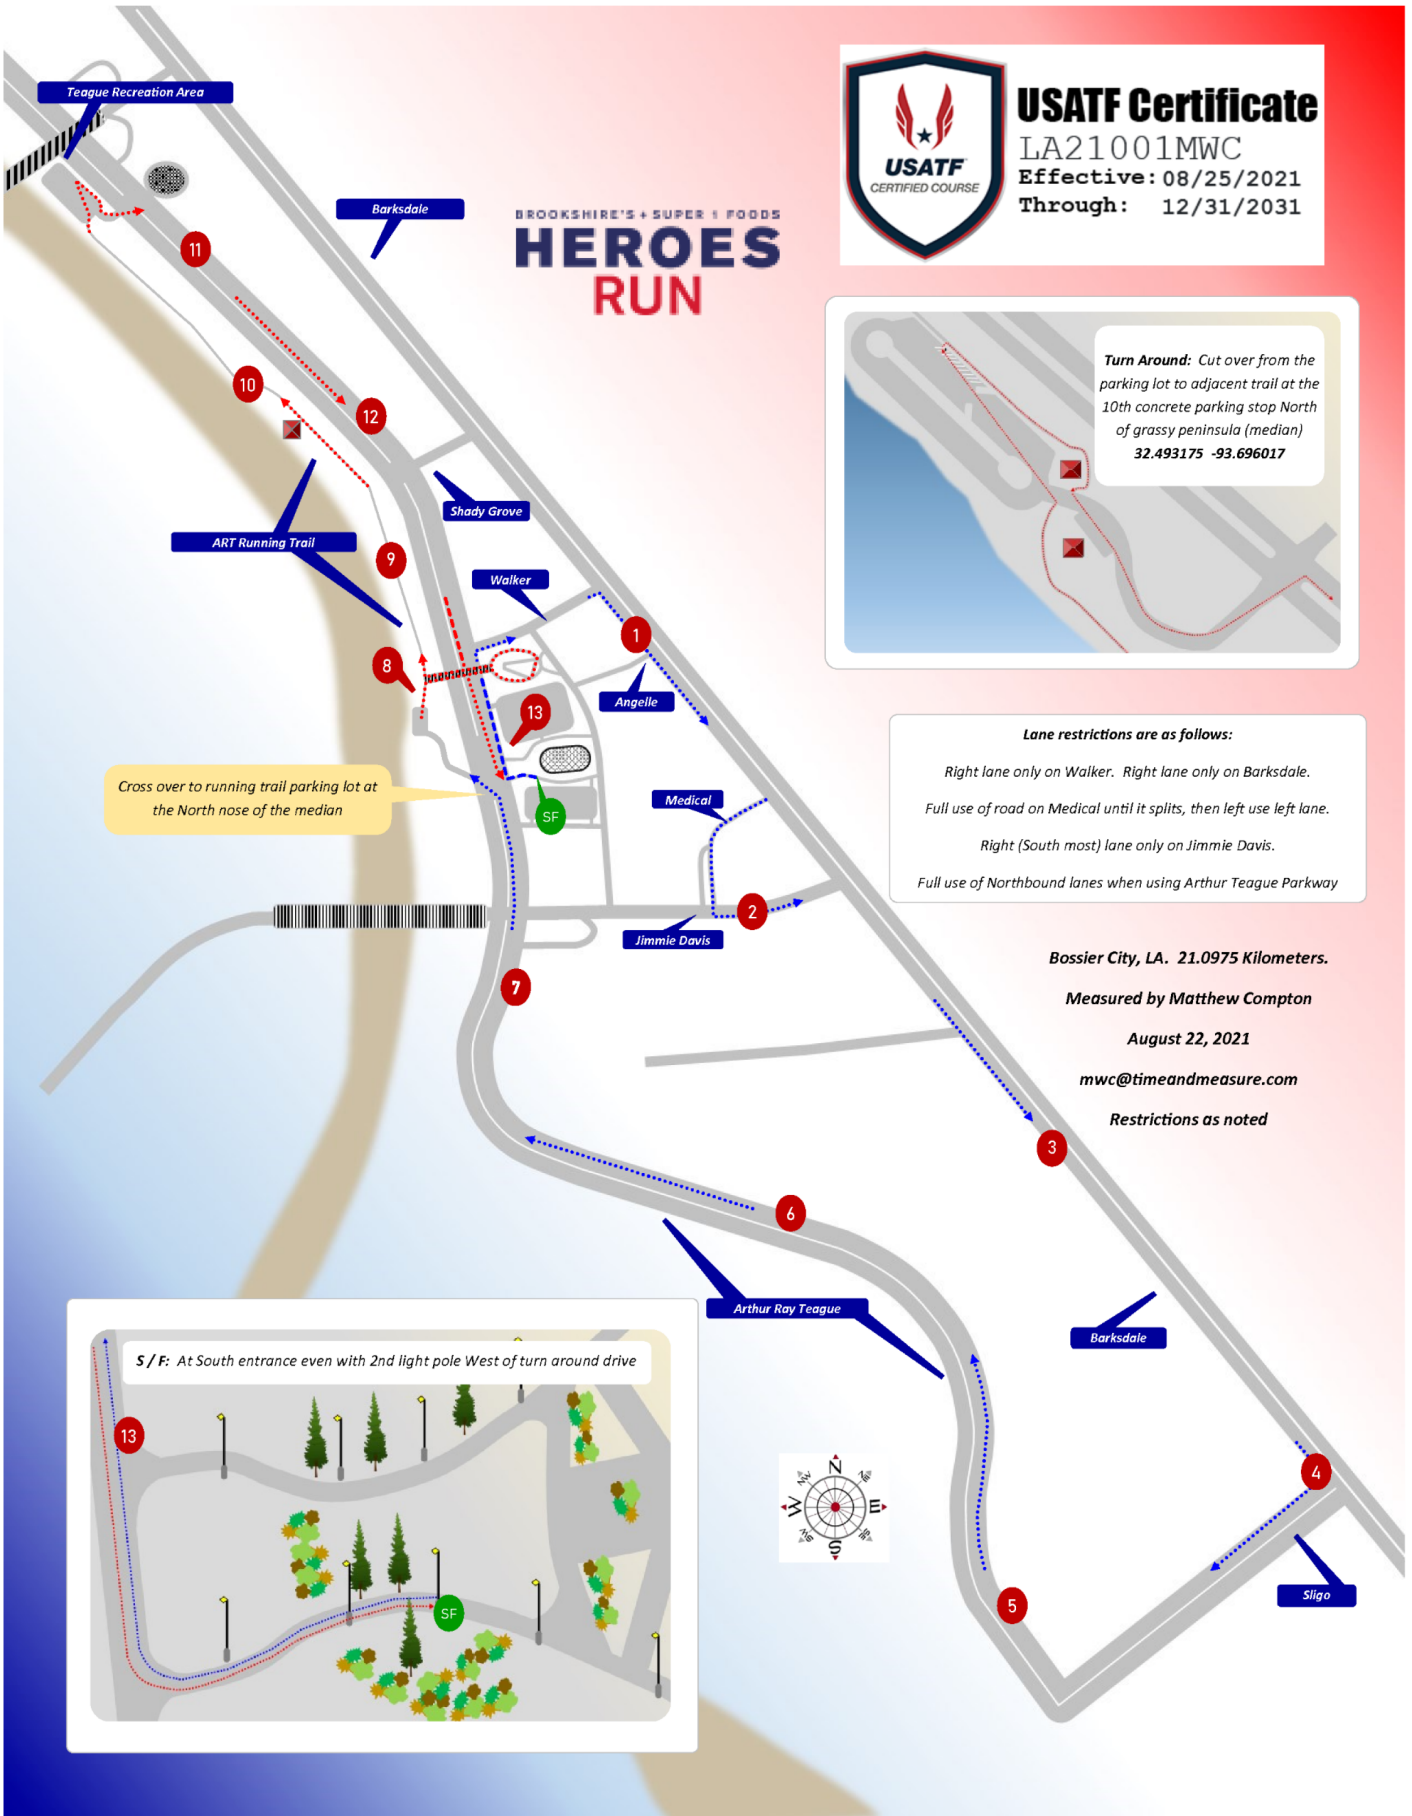 Teague Recreation Area
Barksdale
BROOKSHIRE'S + SUPER 1 FOODS
HEROES
RUN
USATF
CERTIFIED COURSE
USATF Certificate
LA21001MWC
Effective: 08/25/2021
Through: 12/31/2031
11
10
12
Turn Around: Cut over from the
parking lot to adjacent trail at the
10th concrete parking stop North
of grassy peninsula (median)
32.493175 -93.696017
Shady Grove
ART Running Trail
9
Walker
1
8
Angelle
13
Cross over to running trail parking lot at
the North nose of the median
SF
Medical
Lane restrictions are as follows:
Right lane only on Walker. Right lane only on Barksdale.
Full use of road on Medical until it splits, then left use left lane.
Right (South most) lane only on Jimmie Davis.
Full use of Northbound lanes when using Arthur Teague Parkway
2
Jimmie Davis
7
Bossier City, LA. 21.0975 Kilometers.
Measured by Matthew Compton
August 22, 2021
mwc@timeandmeasure.com
Restrictions as noted
3
6
Arthur Ray Teague
Barksdale
S / F: At South entrance even with 2nd light pole West of turn around drive
13
SF
N
NE
E
SE
S
SW
W
NW
4
5
Sligo